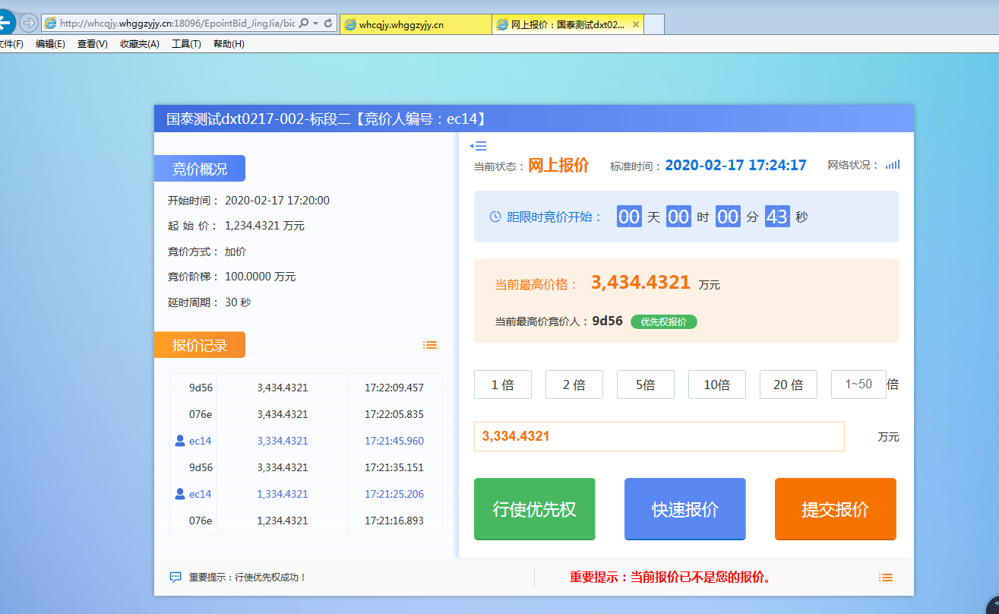 http://whcqjy.whggzyjy.cn:18096/EpointBid_JingJia/bid
whcqjy.whggzyjy.cn
网上报价：国泰测试dxt02...
文件(F) 编辑(E) 查看(V) 收藏夹(A) 工具(T) 帮助(H)
国泰测试dxt0217-002-标段二【竞价人编号：ec14】
竞价概况
开始时间： 2020-02-17 17:20:00
起 始 价： 1,234.4321 万元
竞价方式： 加价
竞价阶梯： 100.0000 万元
延时周期： 30 秒
报价记录
9d56 3,434.4321 17:22:09.457
076e 3,434.4321 17:22:05.835
ec14 3,334.4321 17:21:45.960
9d56 3,334.4321 17:21:35.151
ec14 1,334.4321 17:21:25.206
076e 1,234.4321 17:21:16.893
当前状态：网上报价 标准时间：2020-02-17 17:24:17 网络状况：
距限时竞价开始： 00 天 00 时 00 分 43 秒
当前最高价格： 3,434.4321 万元
当前最高价竞价人：9d56 优先权报价
1 倍 2 倍 5倍 10倍 20 倍 1~50 倍
3,334.4321 万元
行使优先权 快速报价 提交报价
重要提示：行使优先权成功！
重要提示：当前报价已不是您的报价。